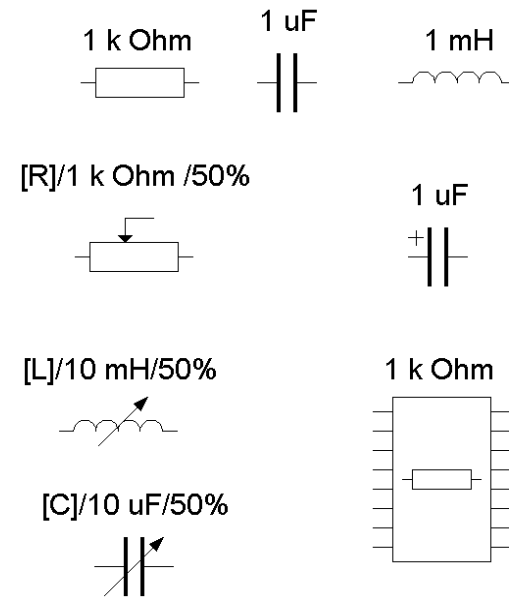 1 k Ohm
1 uF
1 mH
[R]/1 k Ohm /50%
1 uF
+
[L]/10 mH/50%
1 k Ohm
[C]/10 uF/50%